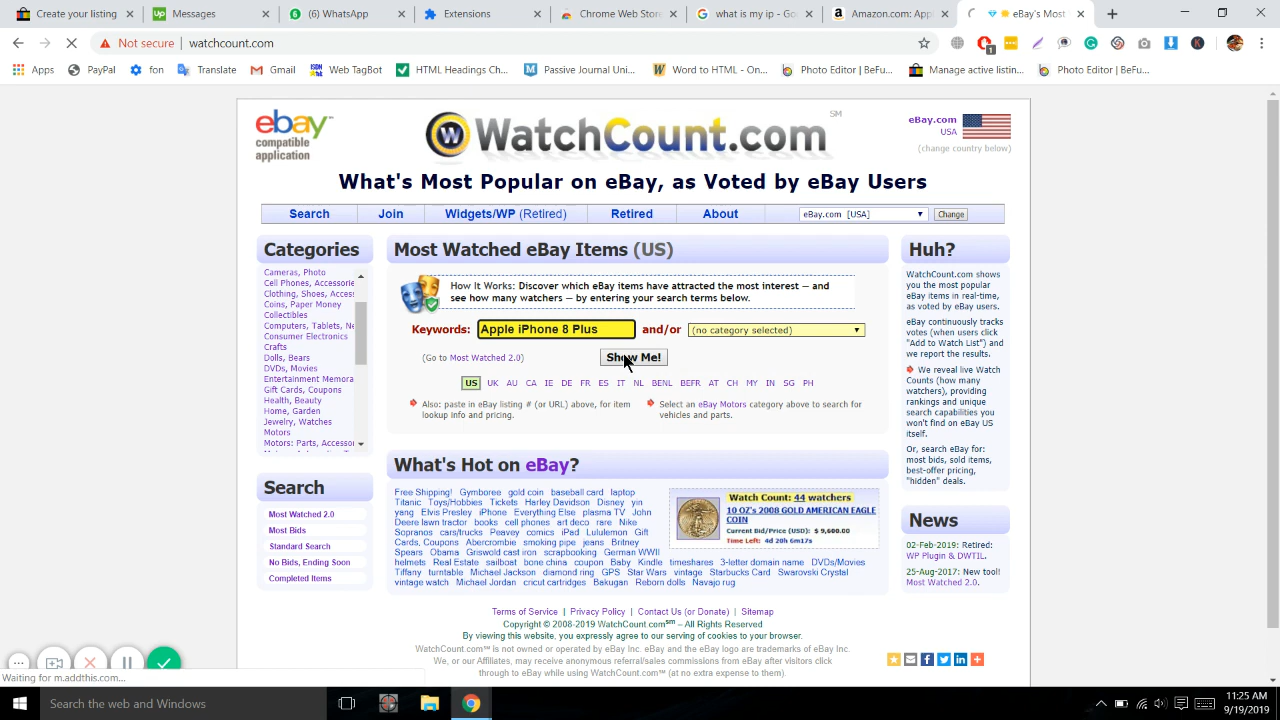 Create your listing
Messages
(6) WhatsApp
Extensions
Chrome Web Stor
what is my ip - Go
Amazon.com: App
eBay's Most
Not secure | watchcount.com
1
Apps
PayPal
fon
Translate
Gmail
Web TagBot
HTML Headings Ch...
Passive Journal Uni...
Word to HTML - On...
Photo Editor | BeFu...
Manage active listin...
Photo Editor | BeFu...
ebay™
compatible
application
W
WatchCount.com
SM
eBay.com
USA
(change country below)
What's Most Popular on eBay, as Voted by eBay Users
Search
Join
Widgets/WP (Retired)
Retired
About
eBay.com [USA]
Change
Categories
Cameras, Photo
Cell Phones, Accessorie
Clothing, Shoes, Access
Coins, Paper Money
Collectibles
Computers, Tablets, Ne
Consumer Electronics
Crafts
Dolls, Bears
DVDs, Movies
Entertainment Memora
Gift Cards, Coupons
Health, Beauty
Home, Garden
Jewelry, Watches
Motors
Motors: Parts, Accessor
Most Watched eBay Items (US)
How It Works: Discover which eBay items have attracted the most interest — and
see how many watchers — by entering your search terms below.
Keywords:
Apple iPhone 8 Plus
and/or
(no category selected)
(Go to Most Watched 2.0)
Show Me!
US UK AU CA IE DE FR ES IT NL BENL BEFR AT CH MY IN SG PH
Also: paste in eBay listing # (or URL) above, for item
lookup info and pricing.
Select an eBay Motors category above to search for
vehicles and parts.
Huh?
WatchCount.com shows
you the most popular
eBay items in real-time,
as voted by eBay users.
eBay continuously tracks
votes (when users click
"Add to Watch List") and
we report the results.
We reveal live Watch
Counts (how many
watchers), providing
rankings and unique
search capabilities you
won't find on eBay US
itself.
Or, search eBay for:
most bids, sold items,
best-offer pricing,
"hidden" deals.
Search
Most Watched 2.0
Most Bids
Standard Search
No Bids, Ending Soon
Completed Items
What's Hot on eBay?
Free Shipping! Gymboree gold coin baseball card laptop
Titanic Toys/Hobbies Tickets Harley Davidson Disney yin
yang Elvis Presley iPhone Everything Else plasma TV John
Deere lawn tractor books cell phones art deco rare Nike
Sopranos cars/trucks Peavey comics iPad Lululemon Gift
Cards, Coupons Abercrombie smoking pipe jeans Britney
Spears Obama Griswold cast iron scrapbooking German WWII
helmets Real Estate sailboat bone china coupon Baby Kindle timeshares 3-letter domain name DVDs/Movies
Tiffany turntable Michael Jackson diamond ring GPS Star Wars vintage Starbucks Card Swarovski Crystal
vintage watch Michael Jordan cricut cartridges Bakugan Reborn dolls Navajo rug
Watch Count: 44 watchers
10 OZ's 2008 GOLD AMERICAN EAGLE
COIN
Current Bid/Price (USD): $ 9,600.00
Time Left: 4d 20h 6m17s
News
02-Feb-2019: Retired:
WP Plugin & DWTIL.
25-Aug-2017: New tool!
Most Watched 2.0.
Terms of Service | Privacy Policy | Contact Us (or Donate) | Sitemap
Copyright © 2008-2019 WatchCount.com℠ – All Rights Reserved
By viewing this website, you expressly agree to our serving of cookies to your browser.
WatchCount.com™ is not owned or operated by eBay Inc. eBay and the eBay logo are trademarks of eBay Inc.
We, or our Affiliates, may receive anonymous referral/sales commissions from eBay after visitors click
through to eBay while using WatchCount.com™ (at no extra expense to them).
Waiting for m.addthis.com...
Search the web and Windows
11:25 AM
9/19/2019